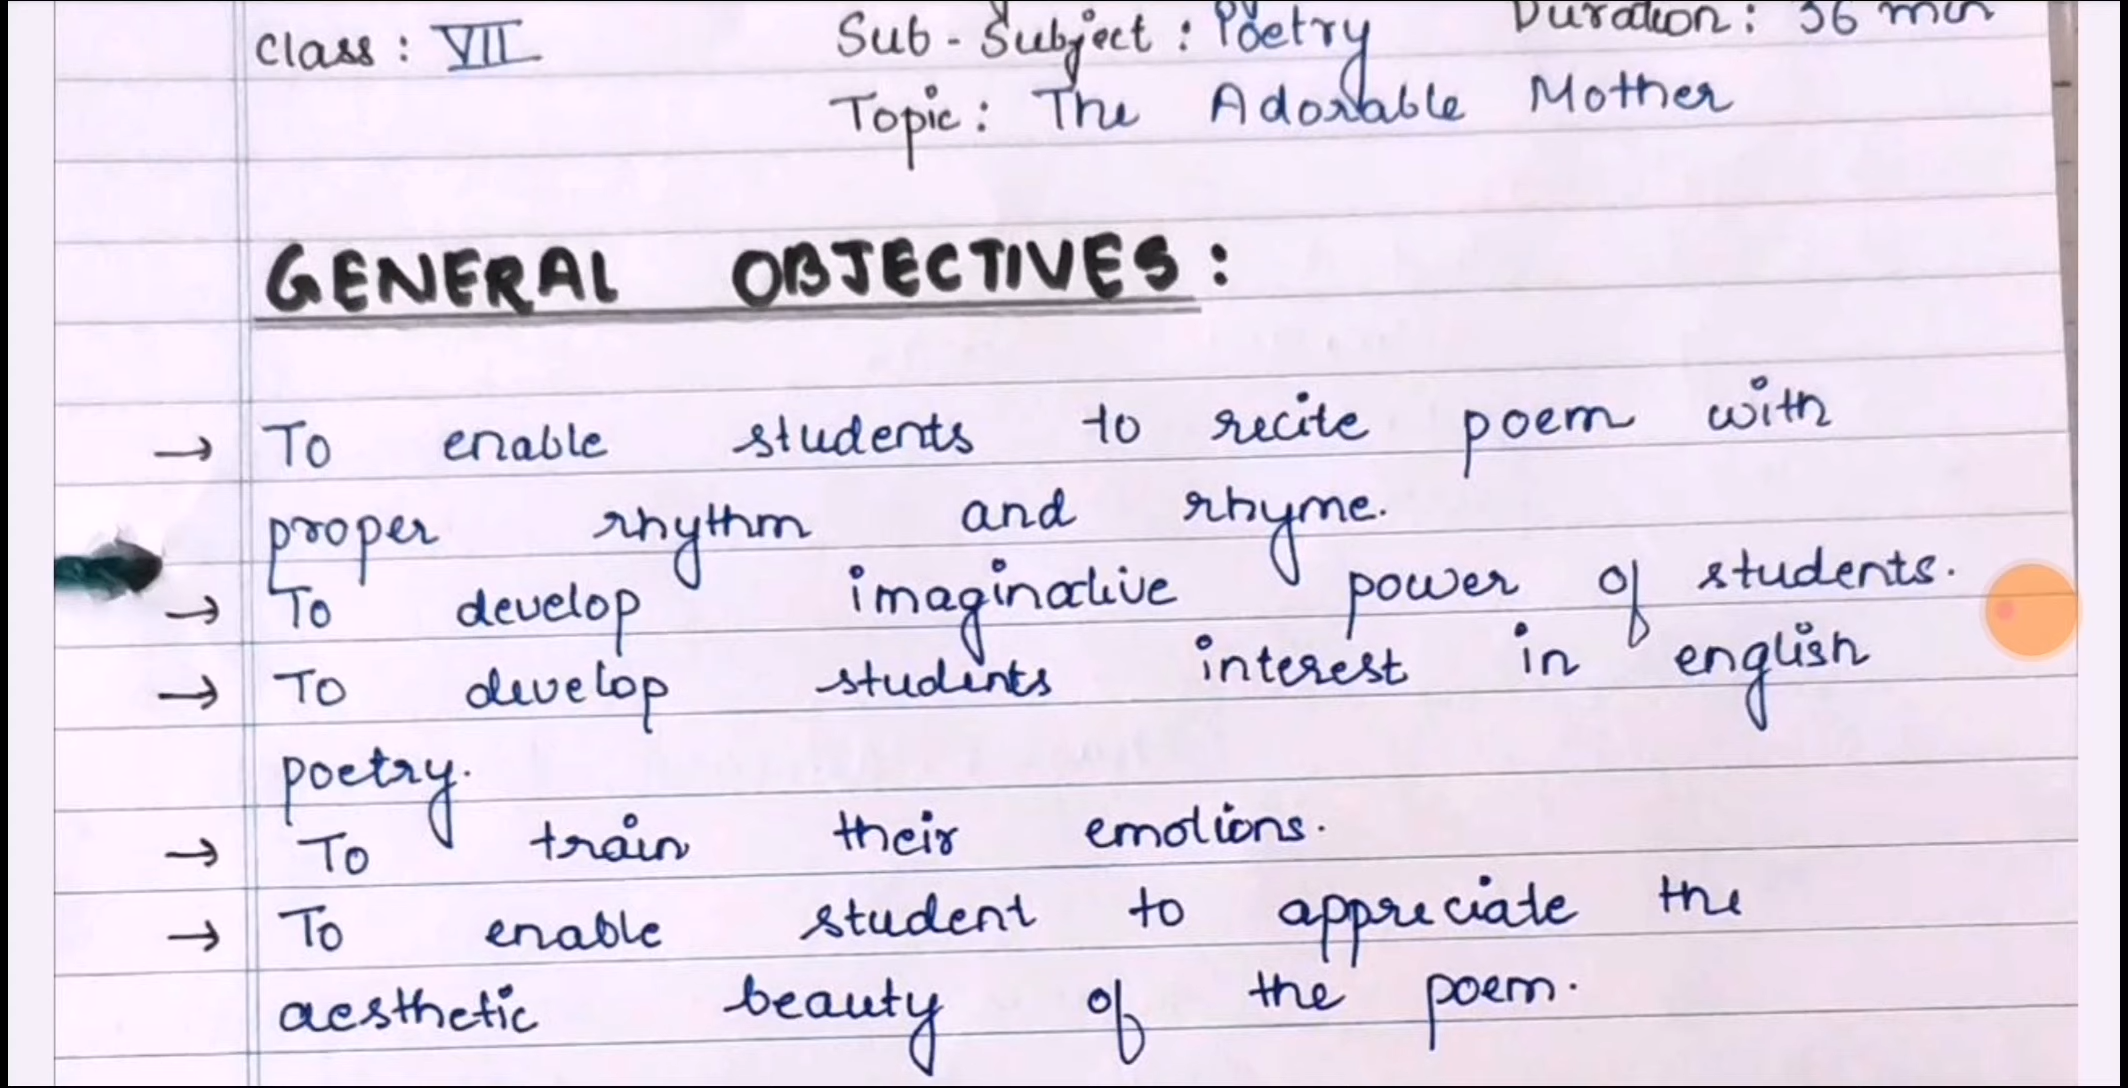 Class : VII Sub - Subject : Poetry Duration : 36 min
Topic : The Adorable Mother
GENERAL OBJECTIVES :
→ To enable students to recite poem with
proper rhythm and rhyme.
→ To develop imaginative power of students.
→ To develop students interest in english
poetry.
→ To train their emotions.
→ To enable student to appreciate the
aesthetic beauty of the poem.